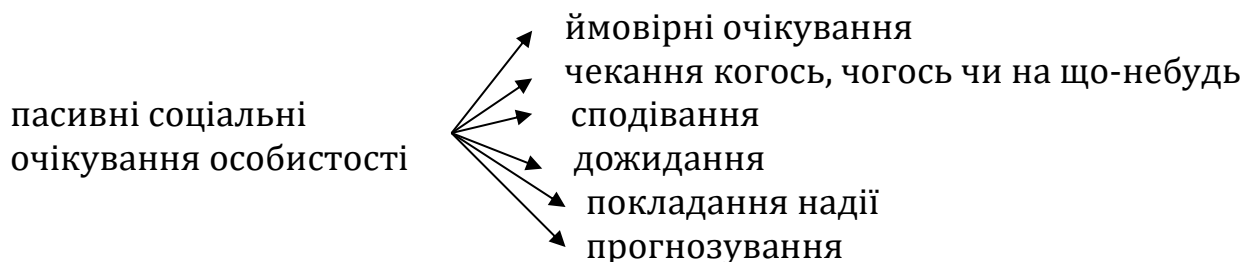 ймовірні очікування
чекання когось, чогось чи на що-небудь
пасивні соціальні
очікування особистості
сподівання
дожидання
покладання надії
прогнозування